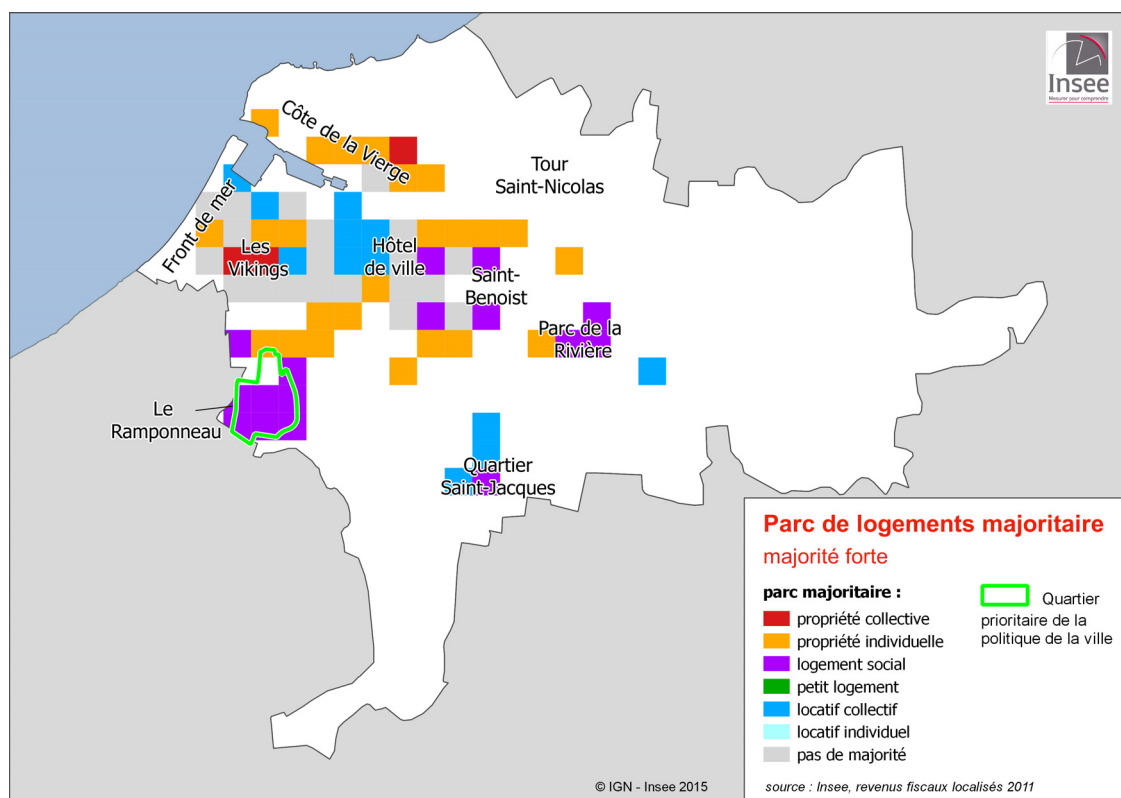 Insee
Mesurer pour comprendre
Côte de la Vierge
Tour
Saint-Nicolas
Front de mer
Les
Vikings
Hôtel
de ville
Saint-
Benoist
Parc de la
Rivière
Le
Ramponneau
Quartier
Saint-Jacques
Parc de logements majoritaire
majorité forte
parc majoritaire :
propriété collective
propriété individuelle
logement social
petit logement
locatif collectif
locatif individuel
pas de majorité
Quartier
prioritaire de la
politique de la ville
© IGN - Insee 2015
source : Insee, revenus fiscaux localisés 2011